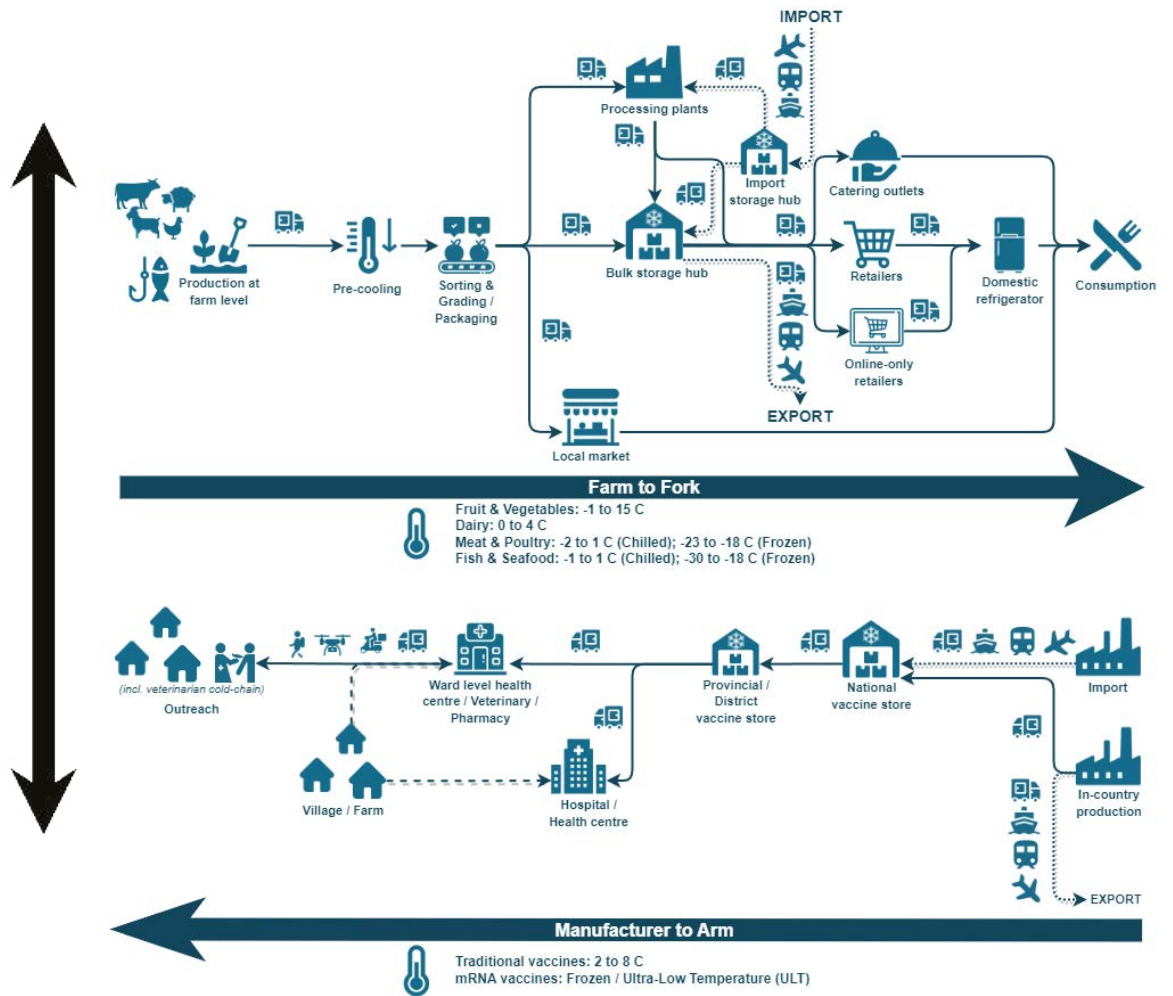 IMPORT
Processing plants
Import
storage hub
Catering outlets
Production at
farm level
Pre-cooling
Sorting &
Grading /
Packaging
Bulk storage hub
Retailers
Domestic
refrigerator
Consumption
Online-only
retailers
EXPORT
Local market
Farm to Fork
Fruit & Vegetables: -1 to 15 C
Dairy: 0 to 4 C
Meat & Poultry: -2 to 1 C (Chilled); -23 to -18 C (Frozen)
Fish & Seafood: -1 to 1 C (Chilled); -30 to -18 C (Frozen)
(incl. veterinarian cold-chain)
Outreach
Ward level health
centre / Veterinary /
Pharmacy
Provincial /
District
vaccine store
National
vaccine store
Import
Village / Farm
Hospital /
Health centre
In-country
production
EXPORT
Manufacturer to Arm
Traditional vaccines: 2 to 8 C
mRNA vaccines: Frozen / Ultra-Low Temperature (ULT)